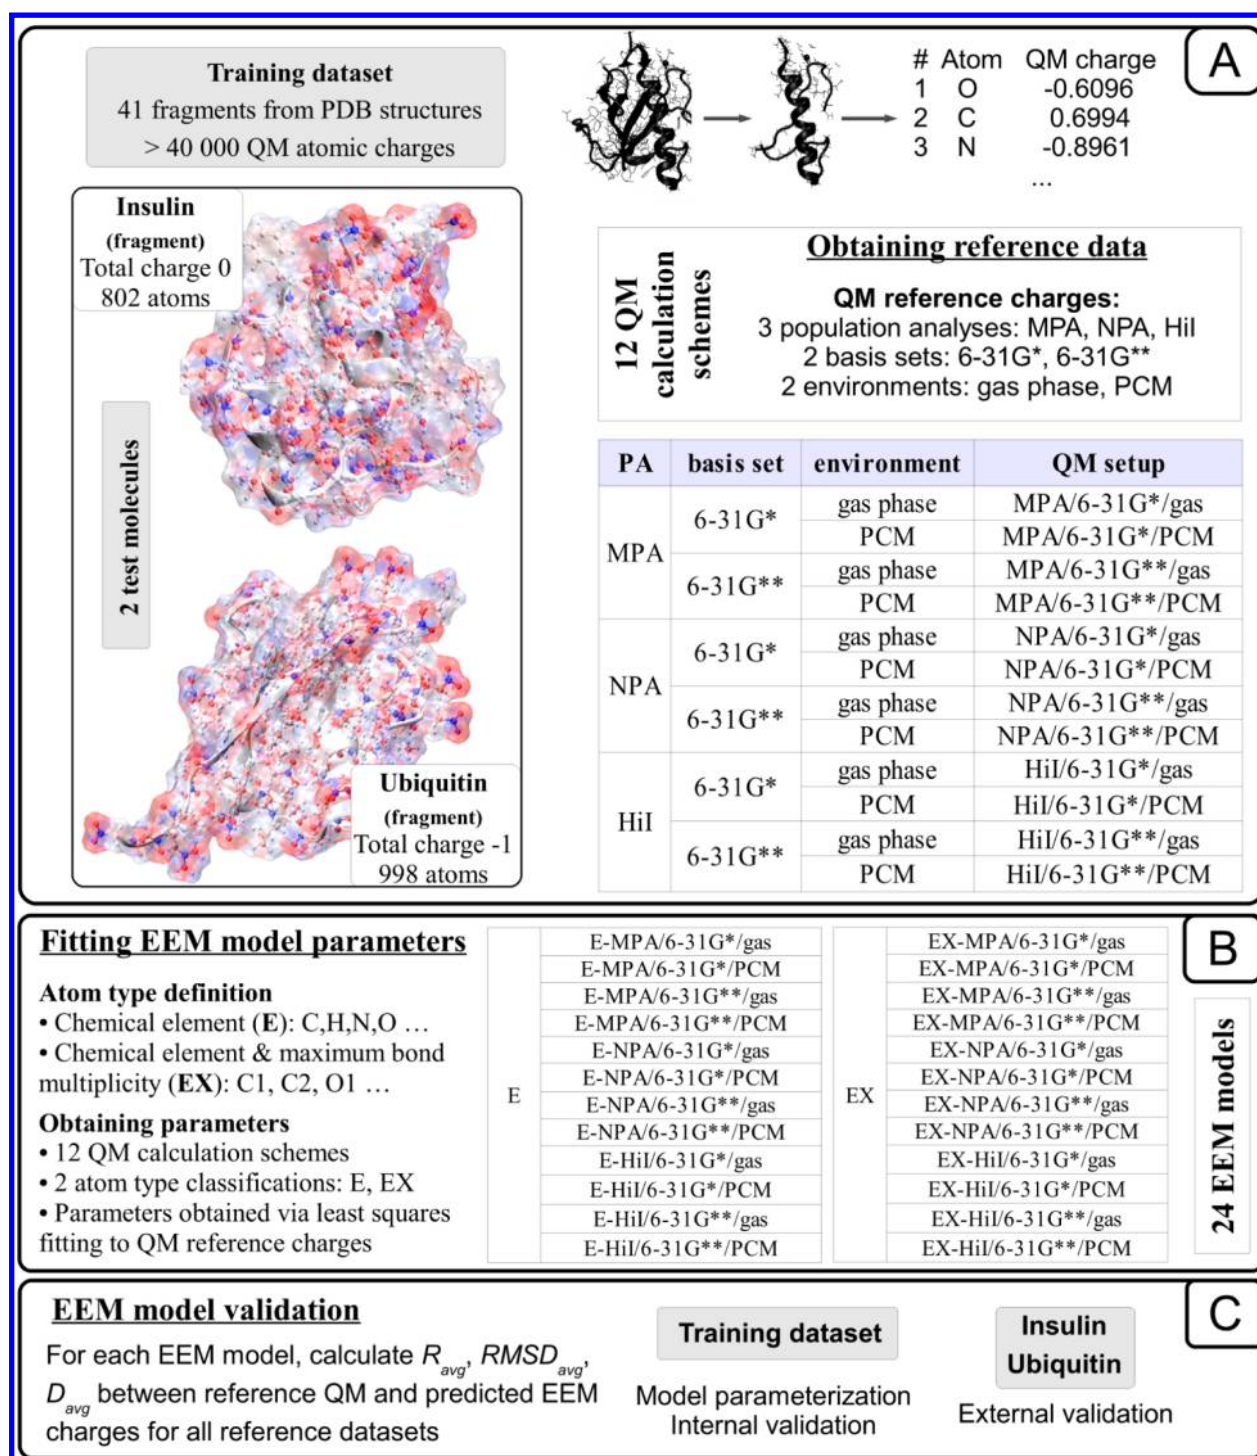 A
Training dataset
41 fragments from PDB structures
> 40 000 QM atomic charges
# Atom QM charge
1 O -0.6096
2 C 0.6994
3 N -0.8961
...
Insulin
(fragment)
Total charge 0
802 atoms
2 test molecules
Ubiquitin
(fragment)
Total charge -1
998 atoms
12 QM
calculation
schemes
Obtaining reference data
QM reference charges:
3 population analyses: MPA, NPA, HiI
2 basis sets: 6-31G*, 6-31G**
2 environments: gas phase, PCM
PA basis set environment QM setup
MPA 6-31G* gas phase MPA/6-31G*/gas
PCM MPA/6-31G*/PCM
6-31G** gas phase MPA/6-31G**/gas
PCM MPA/6-31G**/PCM
NPA 6-31G* gas phase NPA/6-31G*/gas
PCM NPA/6-31G*/PCM
6-31G** gas phase NPA/6-31G**/gas
PCM NPA/6-31G**/PCM
HiI 6-31G* gas phase HiI/6-31G*/gas
PCM HiI/6-31G*/PCM
6-31G** gas phase HiI/6-31G**/gas
PCM HiI/6-31G**/PCM
B
Fitting EEM model parameters
Atom type definition
• Chemical element (E): C,H,N,O ...
• Chemical element & maximum bond
multiplicity (EX): C1, C2, O1 ...
Obtaining parameters
• 12 QM calculation schemes
• 2 atom type classifications: E, EX
• Parameters obtained via least squares
fitting to QM reference charges
E
E-MPA/6-31G*/gas
E-MPA/6-31G*/PCM
E-MPA/6-31G**/gas
E-MPA/6-31G**/PCM
E-NPA/6-31G*/gas
E-NPA/6-31G*/PCM
E-NPA/6-31G**/gas
E-NPA/6-31G**/PCM
E-HiI/6-31G*/gas
E-HiI/6-31G*/PCM
E-HiI/6-31G**/gas
E-HiI/6-31G**/PCM
EX
EX-MPA/6-31G*/gas
EX-MPA/6-31G*/PCM
EX-MPA/6-31G**/gas
EX-MPA/6-31G**/PCM
EX-NPA/6-31G*/gas
EX-NPA/6-31G*/PCM
EX-NPA/6-31G**/gas
EX-NPA/6-31G**/PCM
EX-HiI/6-31G*/gas
EX-HiI/6-31G*/PCM
EX-HiI/6-31G**/gas
EX-HiI/6-31G**/PCM
24 EEM models
C
EEM model validation
For each EEM model, calculate R_avg, RMSD_avg,
D_avg between reference QM and predicted EEM
charges for all reference datasets
Training dataset
Model parameterization
Internal validation
Insulin
Ubiquitin
External validation